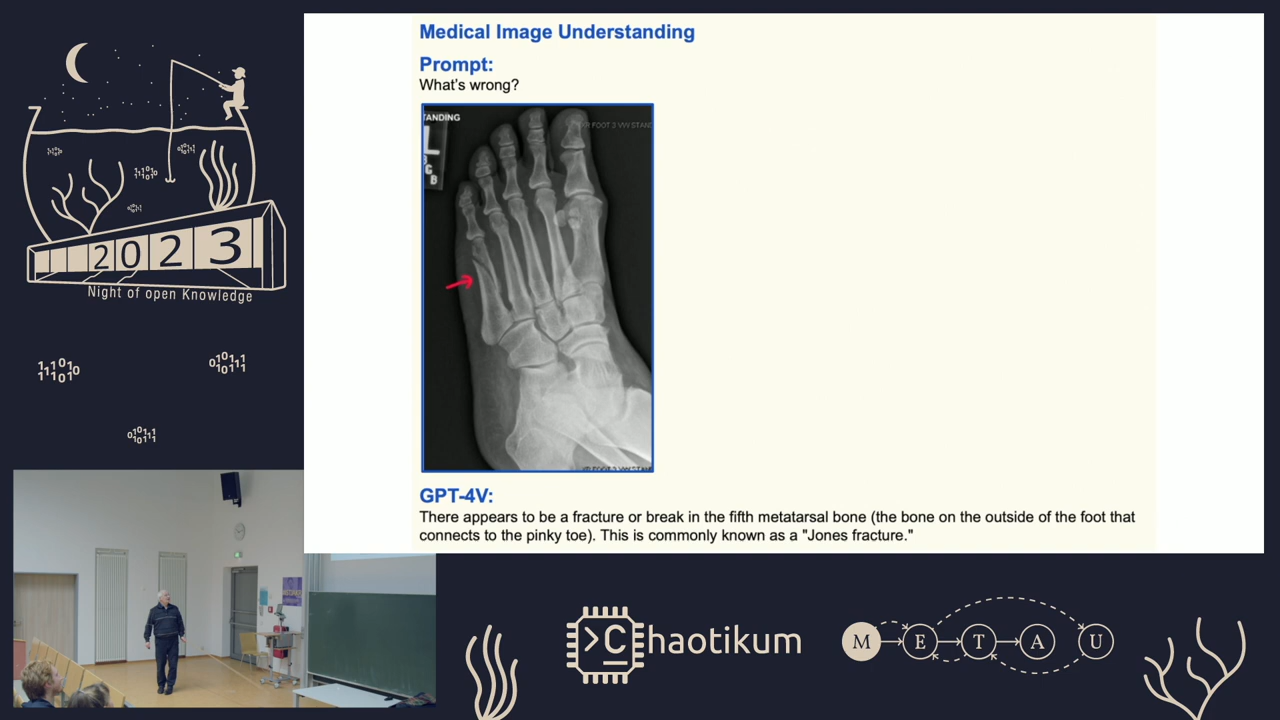 Medical Image Understanding
Prompt:
What's wrong?
TANDING
L
B
G
B
GPT-4V:
There appears to be a fracture or break in the fifth metatarsal bone (the bone on the outside of the foot that
connects to the pinky toe). This is commonly known as a "Jones fracture."
2023
Night of open Knowledge
>C haotikum
M E T A U